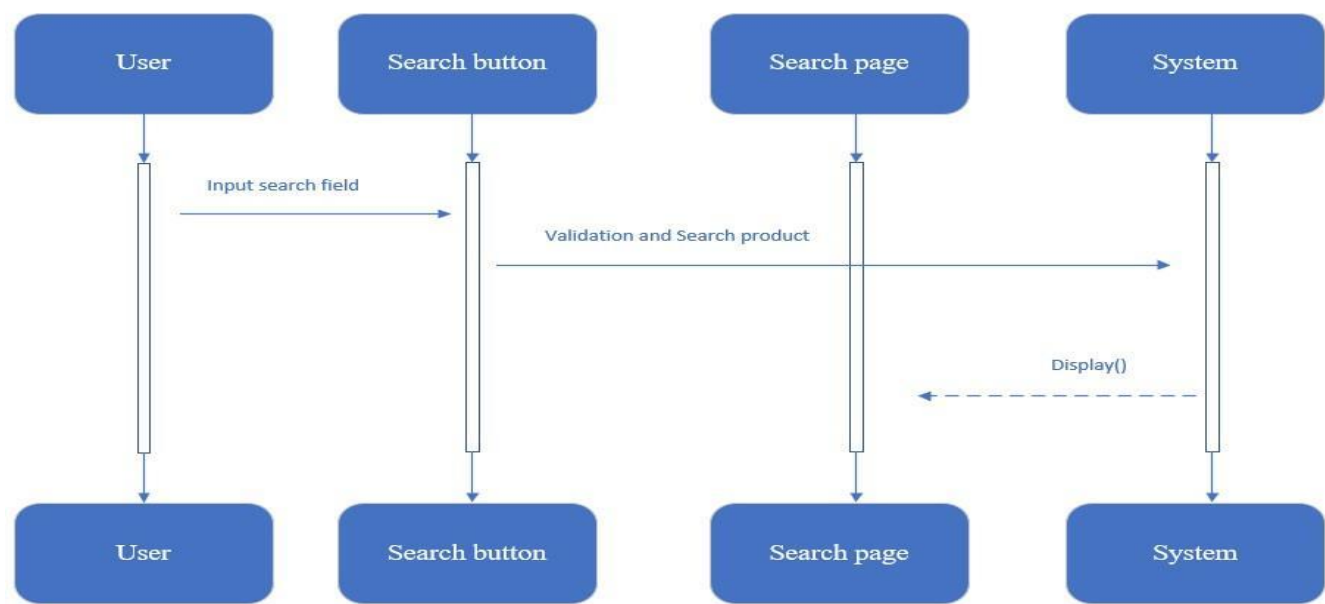 User
Search button
Search page
System
Input search field
Validation and Search product
Display()
User
Search button
Search page
System